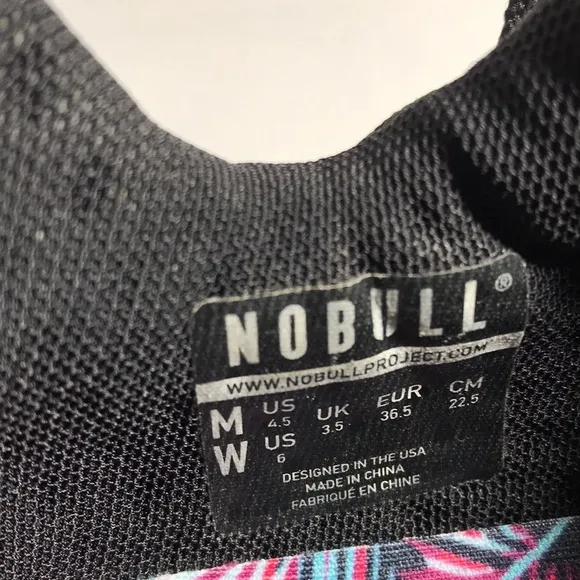 NOBULL®
WWW.NOBULLPROJECT.COM
M US 4.5 UK 3.5 EUR 36.5 CM 22.5
W US 6
DESIGNED IN THE USA
MADE IN CHINA
FABRIQUÉ EN CHINE